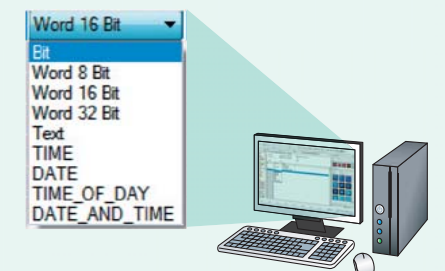 Word 16 Bit
Bit
Word 8 Bit
Word 16 Bit
Word 32 Bit
Text
TIME
DATE
TIME_OF_DAY
DATE_AND_TIME